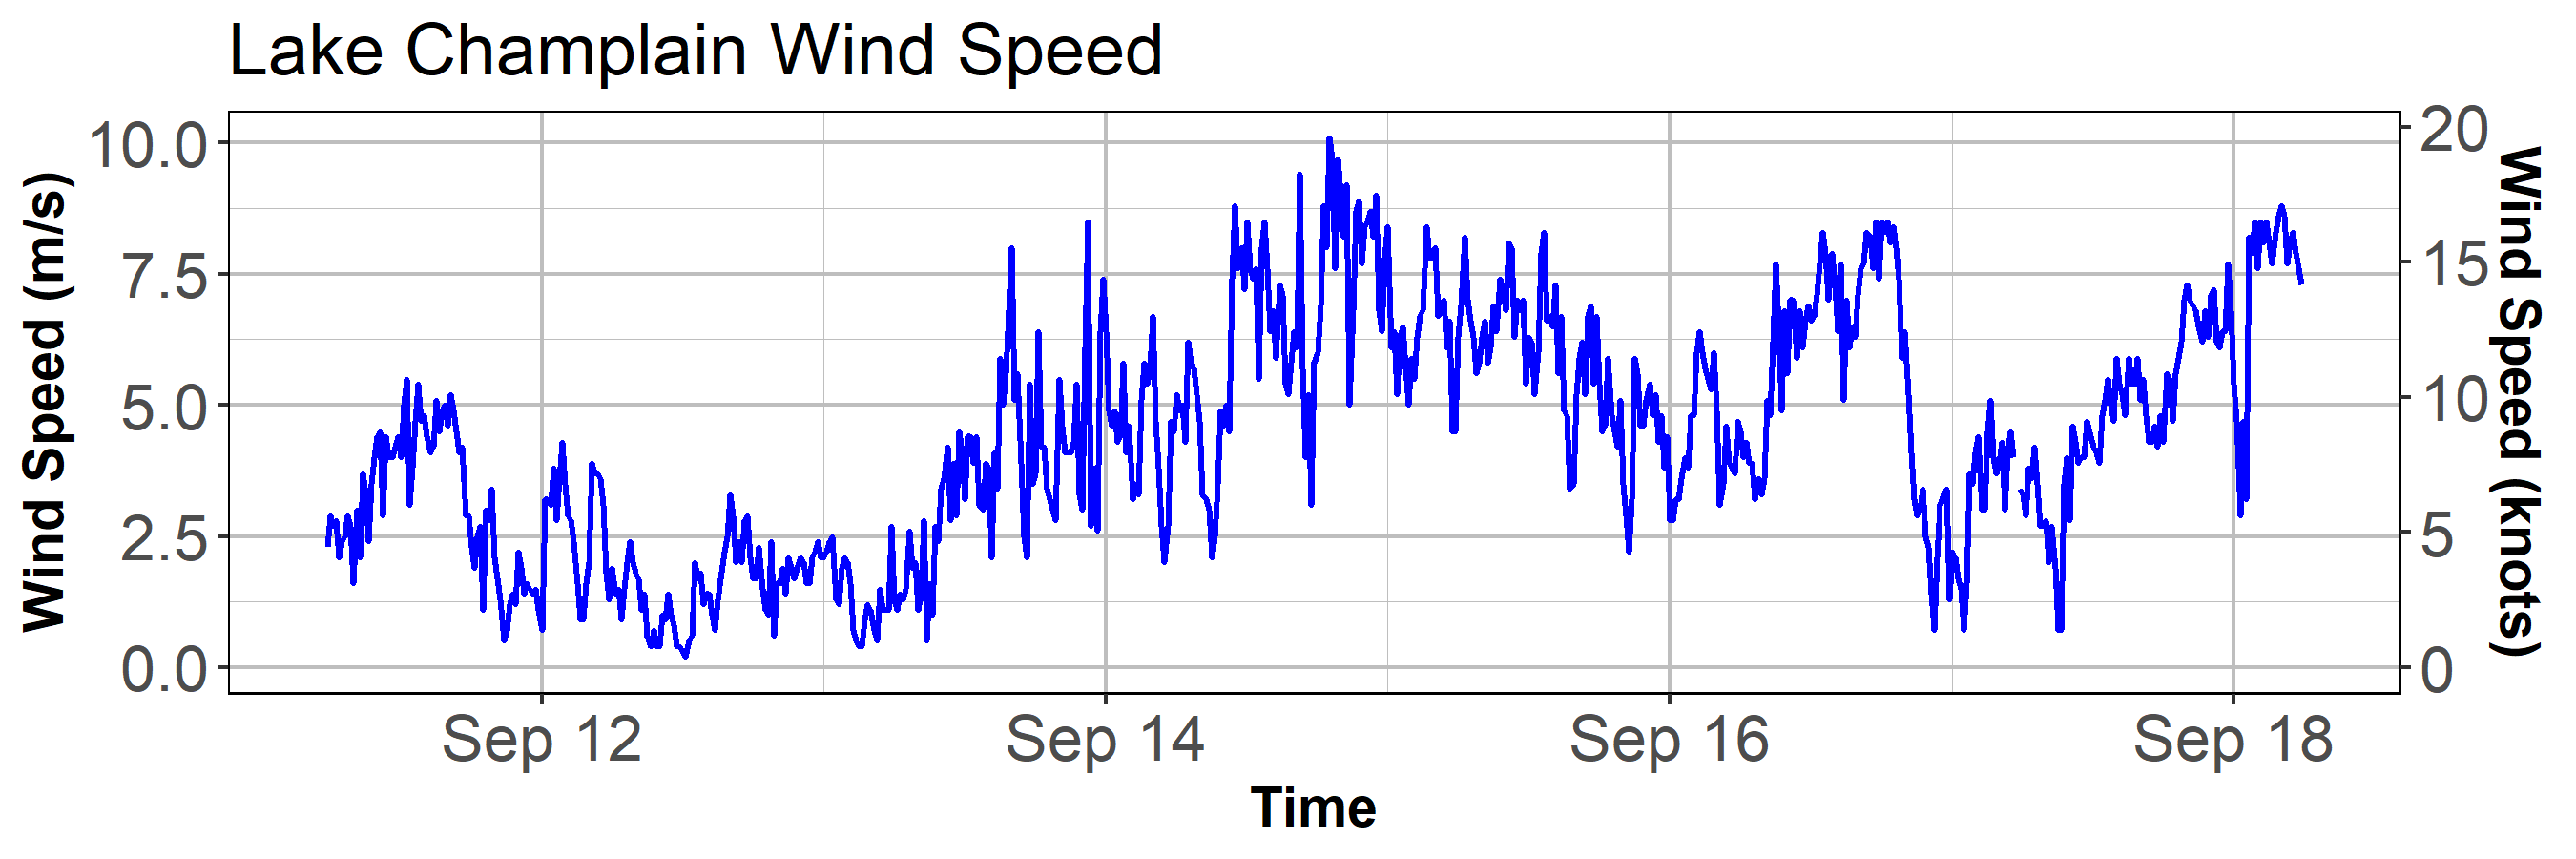 Lake Champlain Wind Speed
Wind Speed (m/s)
10.0
7.5
5.0
2.5
0.0
20
15
10
5
0
Wind Speed (knots)
Sep 12
Sep 14
Sep 16
Sep 18
Time